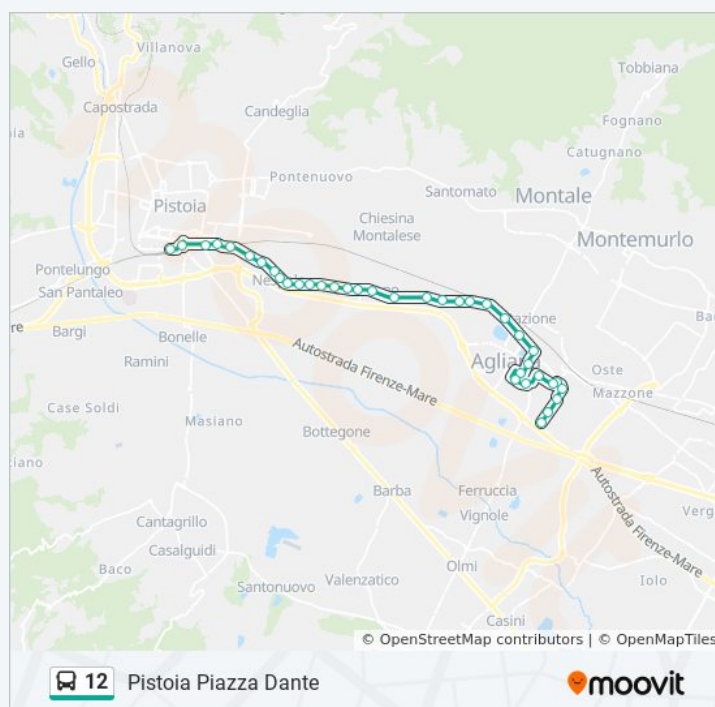 Villanova
Gello
Tobbiana
Capostrada
Candeglia
Fognano
Catugnano
Pontenuovo
Santomato
Montale
Pistoia
Chiesina
Montalese
Montemurlo
Pontelungo
San Pantaleo
Bargi
Bonelle
Ramini
Autostrada Firenze-Mare
Oste
Mazzone
Case Soldi
Masiano
Bottegone
Barba
Ferruccia
Vignole
Autostrada Firenze-Mare
Cantagrillo
Casalguidi
Baco
Santonuovo
Valenzatico
Olmi
Iolo
Casini
© OpenStreetMap contributors | © OpenMapTiles
12 Pistoia Piazza Dante
moovit